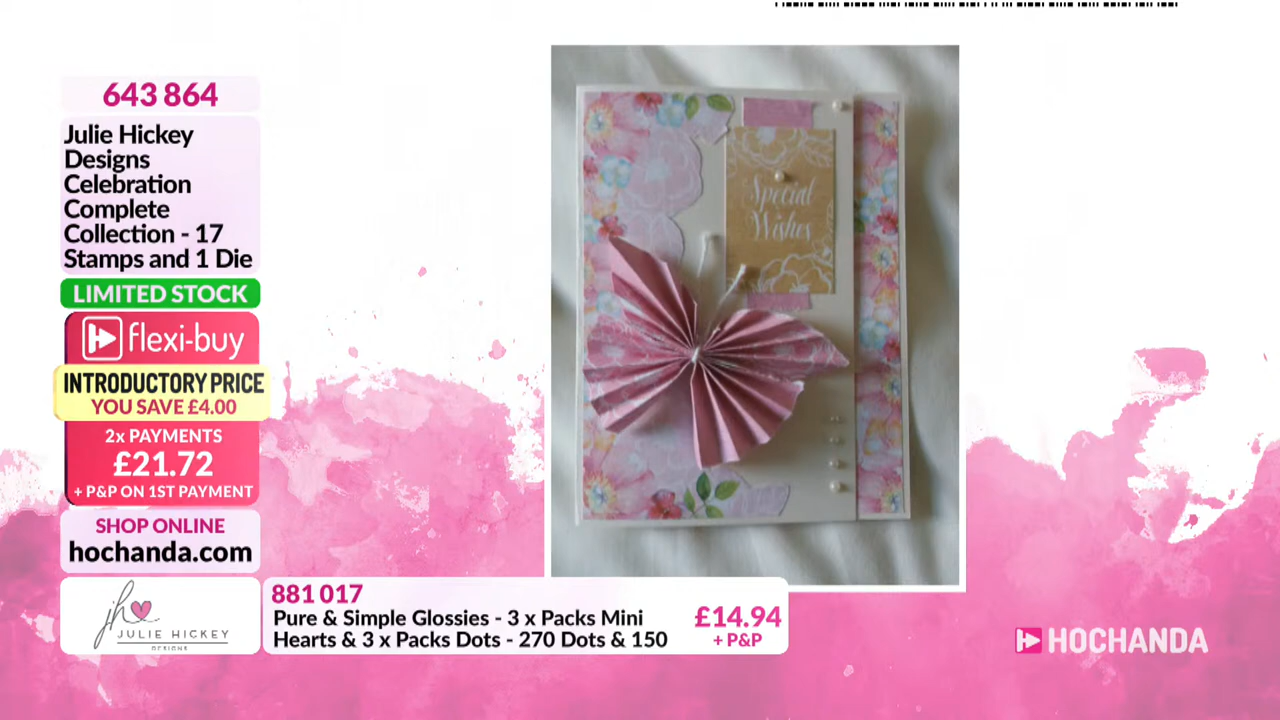 643 864
Julie Hickey
Designs
Celebration
Complete
Collection - 17
Stamps and 1 Die
LIMITED STOCK
flexi-buy
INTRODUCTORY PRICE
YOU SAVE £4.00
2x PAYMENTS
£21.72
+ P&P ON 1ST PAYMENT
SHOP ONLINE
hochanda.com
jh
JULIE HICKEY
DESIGNS
881 017
Pure & Simple Glossies - 3 x Packs Mini
Hearts & 3 x Packs Dots - 270 Dots & 150
£14.94
+ P&P
Special
Wishes
HOCHANDA